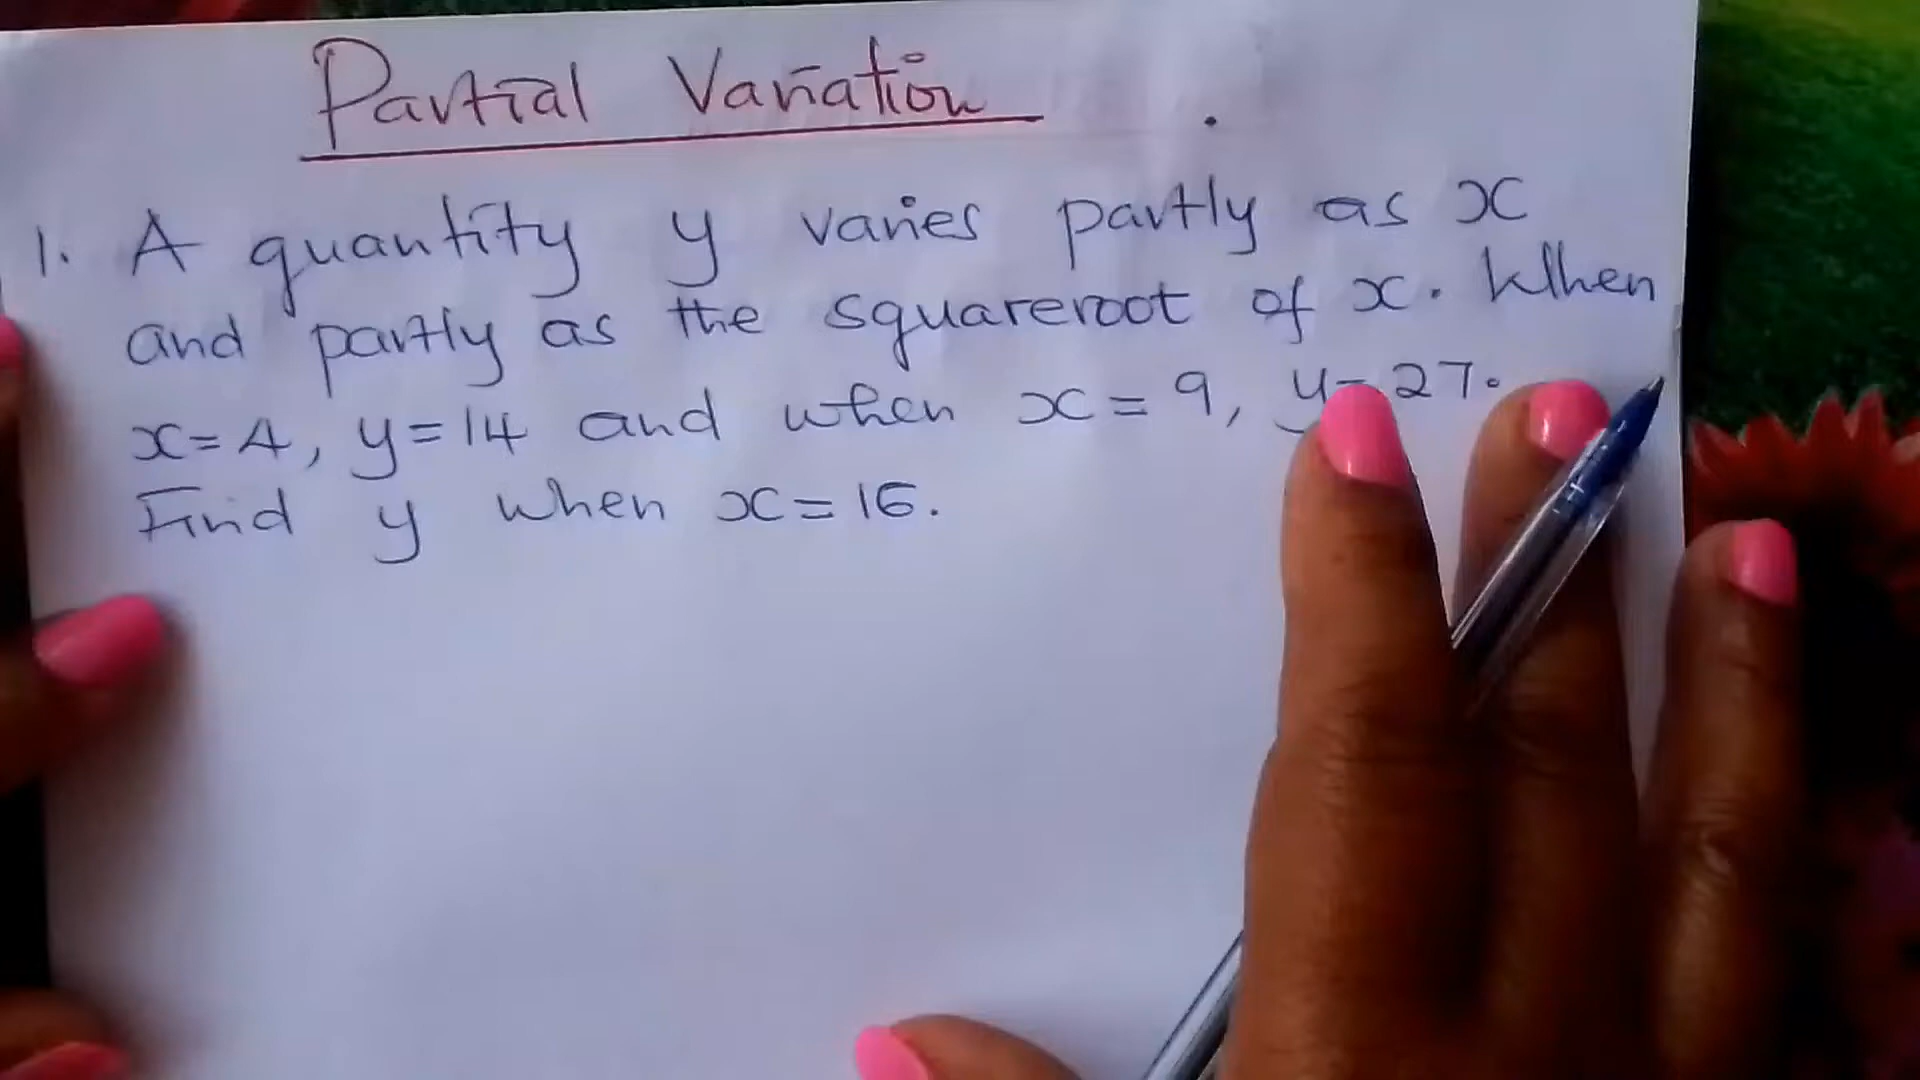 Partial Variation
1. A quantity y varies partly as x
and partly as the squareroot of x. When
x=4, y=14 and when x=9, y=27.
Find y when x=16.